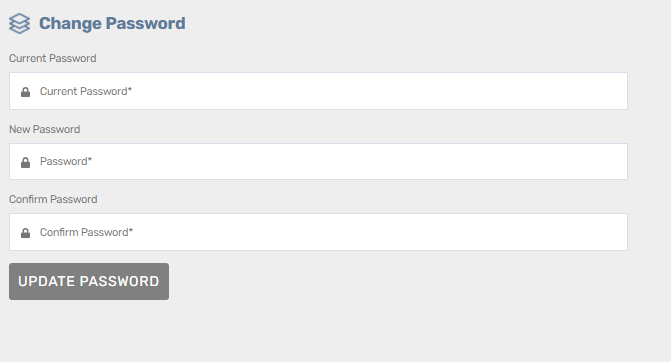 Change Password
Current Password
Current Password*
New Password
Password*
Confirm Password
Confirm Password*
UPDATE PASSWORD